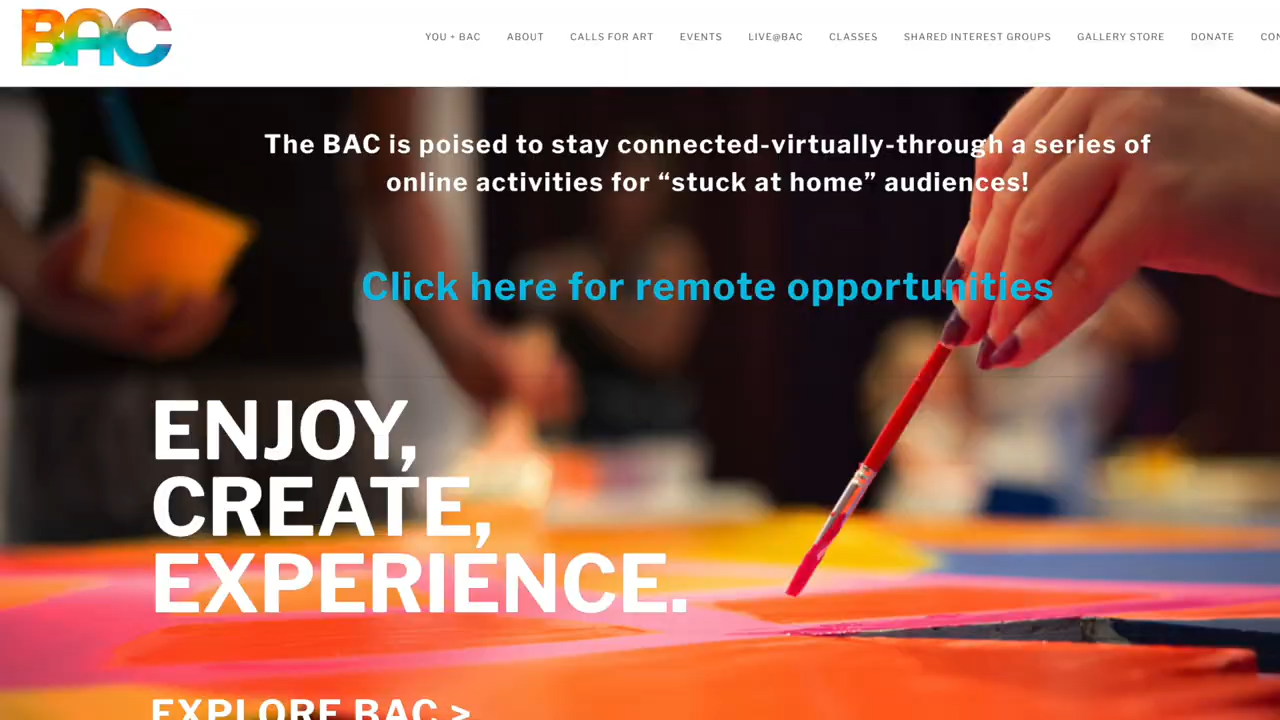 BAC
YOU + BAC ABOUT CALLS FOR ART EVENTS LIVE@BAC CLASSES SHARED INTEREST GROUPS GALLERY STORE DONATE
The BAC is poised to stay connected-virtually-through a series of
online activities for “stuck at home” audiences!
Click here for remote opportunities
ENJOY,
CREATE,
EXPERIENCE.
EXPLORE BAC >